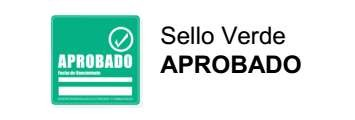 APROBADO
Fecha de Vencimiento
Sello Verde
APROBADO